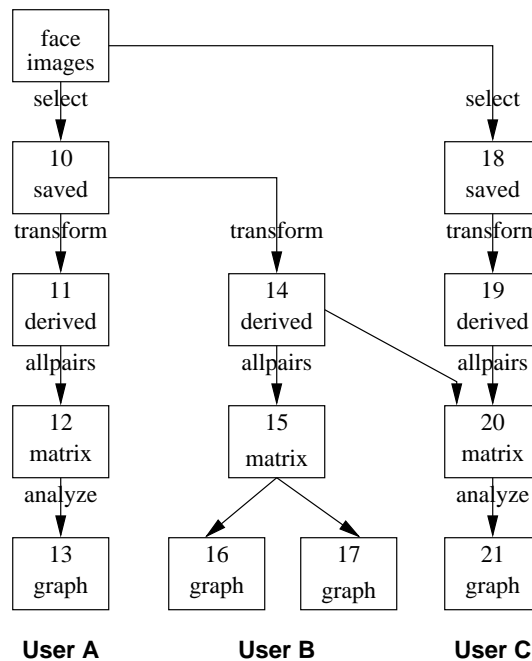 face
images
select
select
10
saved
18
saved
transform
transform
transform
11
derived
14
derived
19
derived
allpairs
allpairs
allpairs
12
matrix
15
matrix
20
matrix
analyze
analyze
13
graph
16
graph
17
graph
21
graph
User A
User B
User C